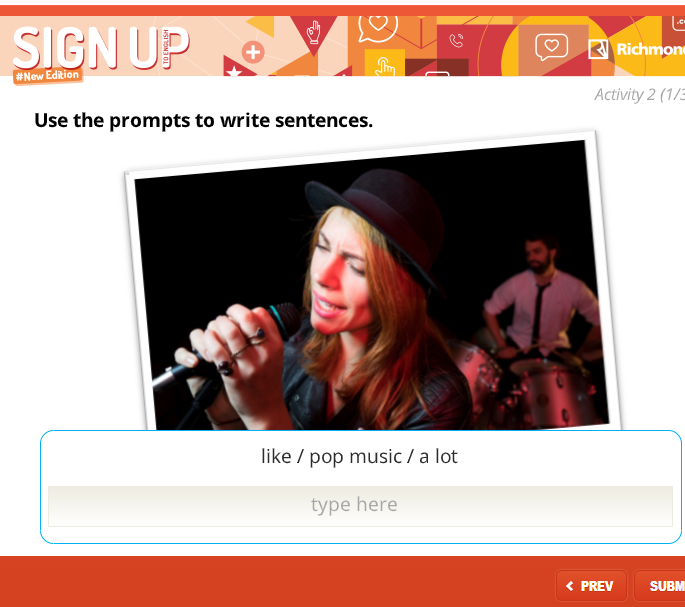 SIGN UP
TO ENGLISH
#New Edition
Richmon
Activity 2 (1/3
Use the prompts to write sentences.
like / pop music / a lot
type here
PREV
SUBM